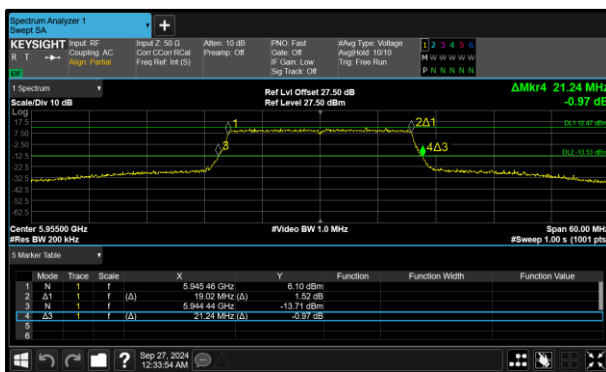 Spectrum Analyzer 1
Swept SA
+
KEYSIGHT Input: RF Input Z: 50 Ω Atten: 10 dB PNO: Fast #Avg Type: Voltage 1 2 3 4 5 6
R T Coupling: AC Corr CCorr RCal Preamp: Off Gate: Off Avg|Hold: 10/10 M W W W W W
Align: Partial Freq Ref: Int (S) IF Gain: Low Trig: Free Run
Sig Track: Off P N N N N N
1 Spectrum Ref Lvl Offset 27.50 dB ΔMkr4 21.24 MHz
Scale/Div 10 dB Ref Level 27.50 dBm -0.97 dB
Log
17.5
7.50
-2.50
-12.5
-22.5
-32.5
-42.5
-52.5
-62.5
1
2Δ1
3
4Δ3
DL1 12.47 dBm
DL2 -13.53 dBm
Center 5.95500 GHz #Video BW 1.0 MHz Span 60.00 MHz
#Res BW 200 kHz #Sweep 1.00 s (1001 pts)
5 Marker Table
Mode Trace Scale X Y Function Function Width Function Value
1 N 1 f 5.945 46 GHz 6.10 dBm
2 Δ1 1 f (Δ) 19.02 MHz (Δ) 1.52 dB
3 N 1 f 5.944 44 GHz -13.71 dBm
4 Δ3 1 f (Δ) 21.24 MHz (Δ) -0.97 dB
5
6
? Sep 27, 2024
12:33:54 AM